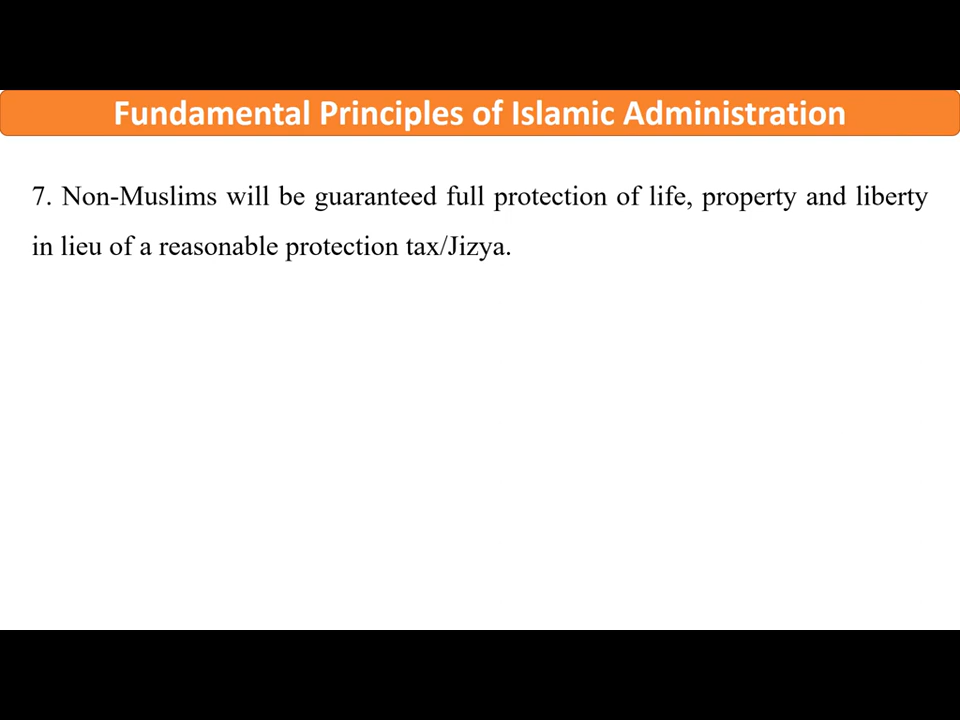 Fundamental Principles of Islamic Administration
7. Non-Muslims will be guaranteed full protection of life, property and liberty
in lieu of a reasonable protection tax/Jizya.